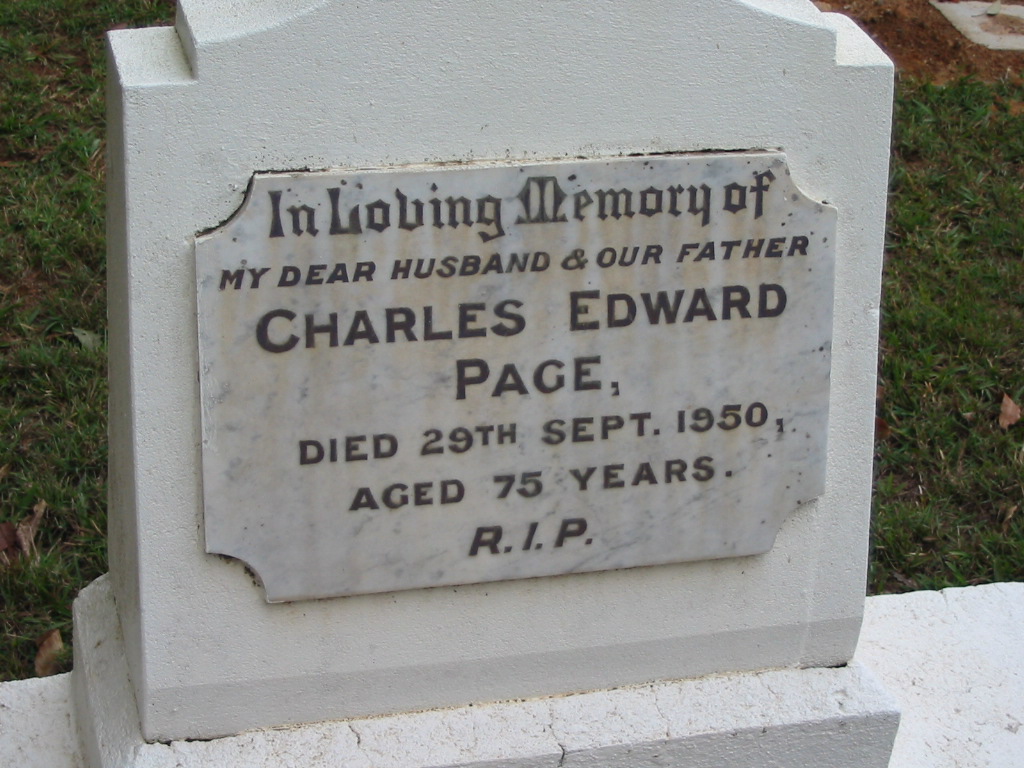 In Loving Memory of
MY DEAR HUSBAND & OUR FATHER
CHARLES EDWARD
PAGE,
DIED 29TH SEPT. 1950,
AGED 75 YEARS.
R.I.P.